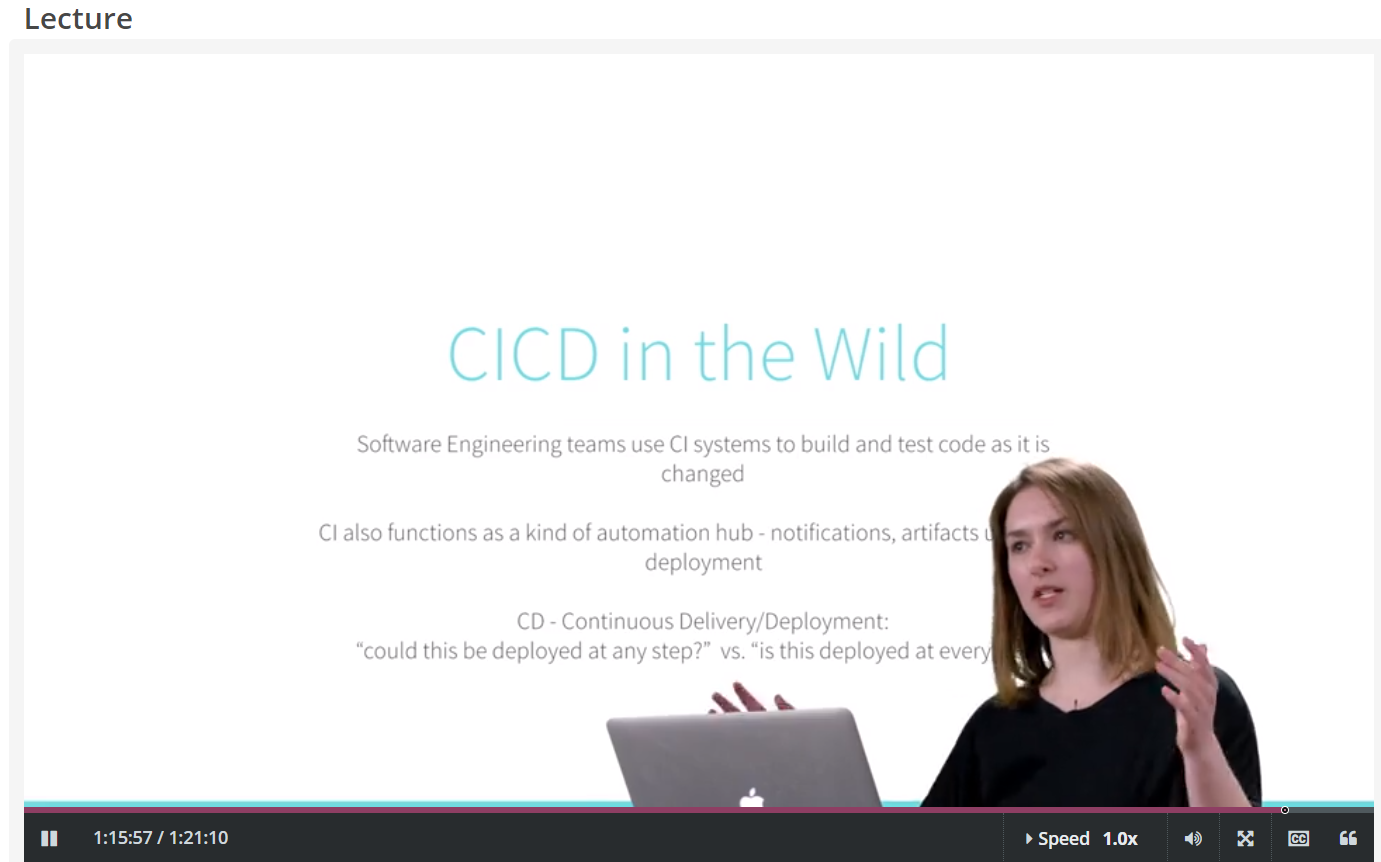 Lecture
CICD in the Wild
Software Engineering teams use CI systems to build and test code as it is
changed
CI also functions as a kind of automation hub - notifications, artifacts
deployment
CD - Continuous Delivery/Deployment:
“could this be deployed at any step?” vs. “is this deployed at every
1:15:57 / 1:21:10
Speed 1.0x
CC